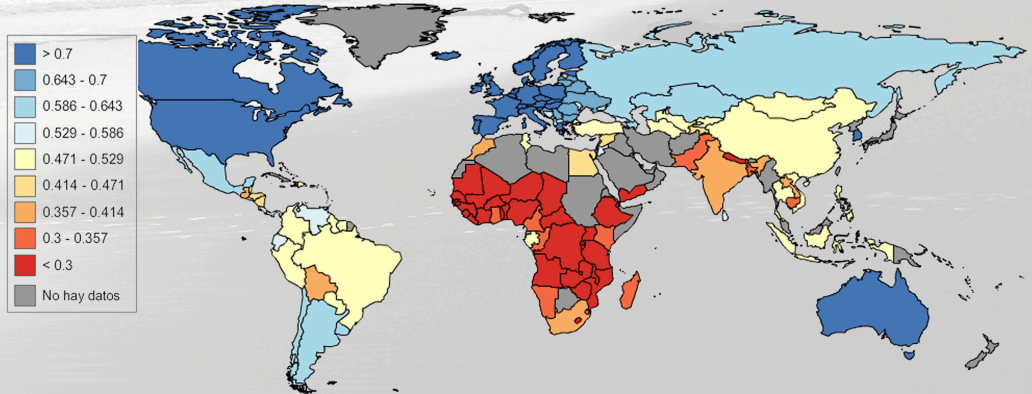 > 0.7
0.643 - 0.7
0.586 - 0.643
0.529 - 0.586
0.471 - 0.529
0.414 - 0.471
0.357 - 0.414
0.3 - 0.357
< 0.3
No hay datos